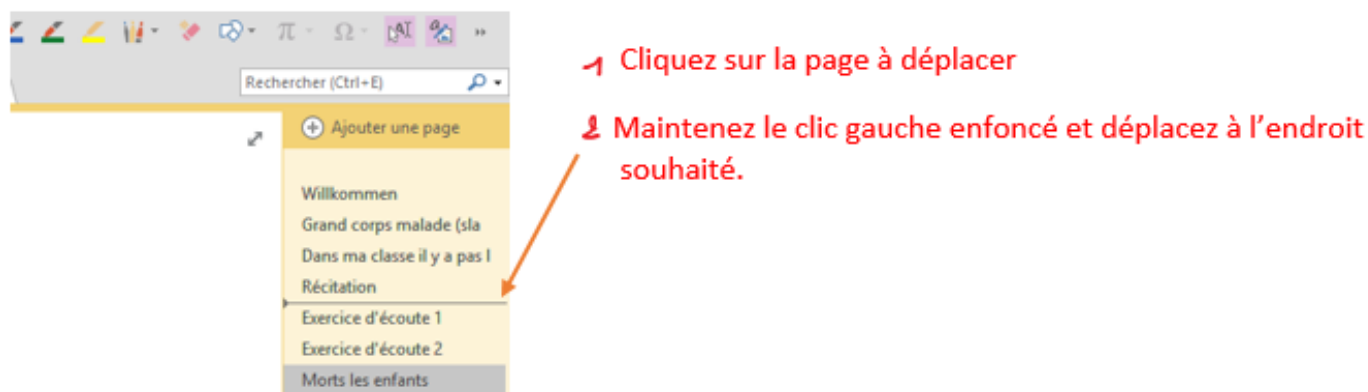 π Ω
Rechercher (Ctrl+E)
Ajouter une page
Willkommen
Grand corps malade (sla
Dans ma classe il y a pas l
Récitation
Exercice d'écoute 1
Exercice d'écoute 2
Morts les enfants
1 Cliquez sur la page à déplacer
2 Maintenez le clic gauche enfoncé et déplacez à l'endroit
souhaité.